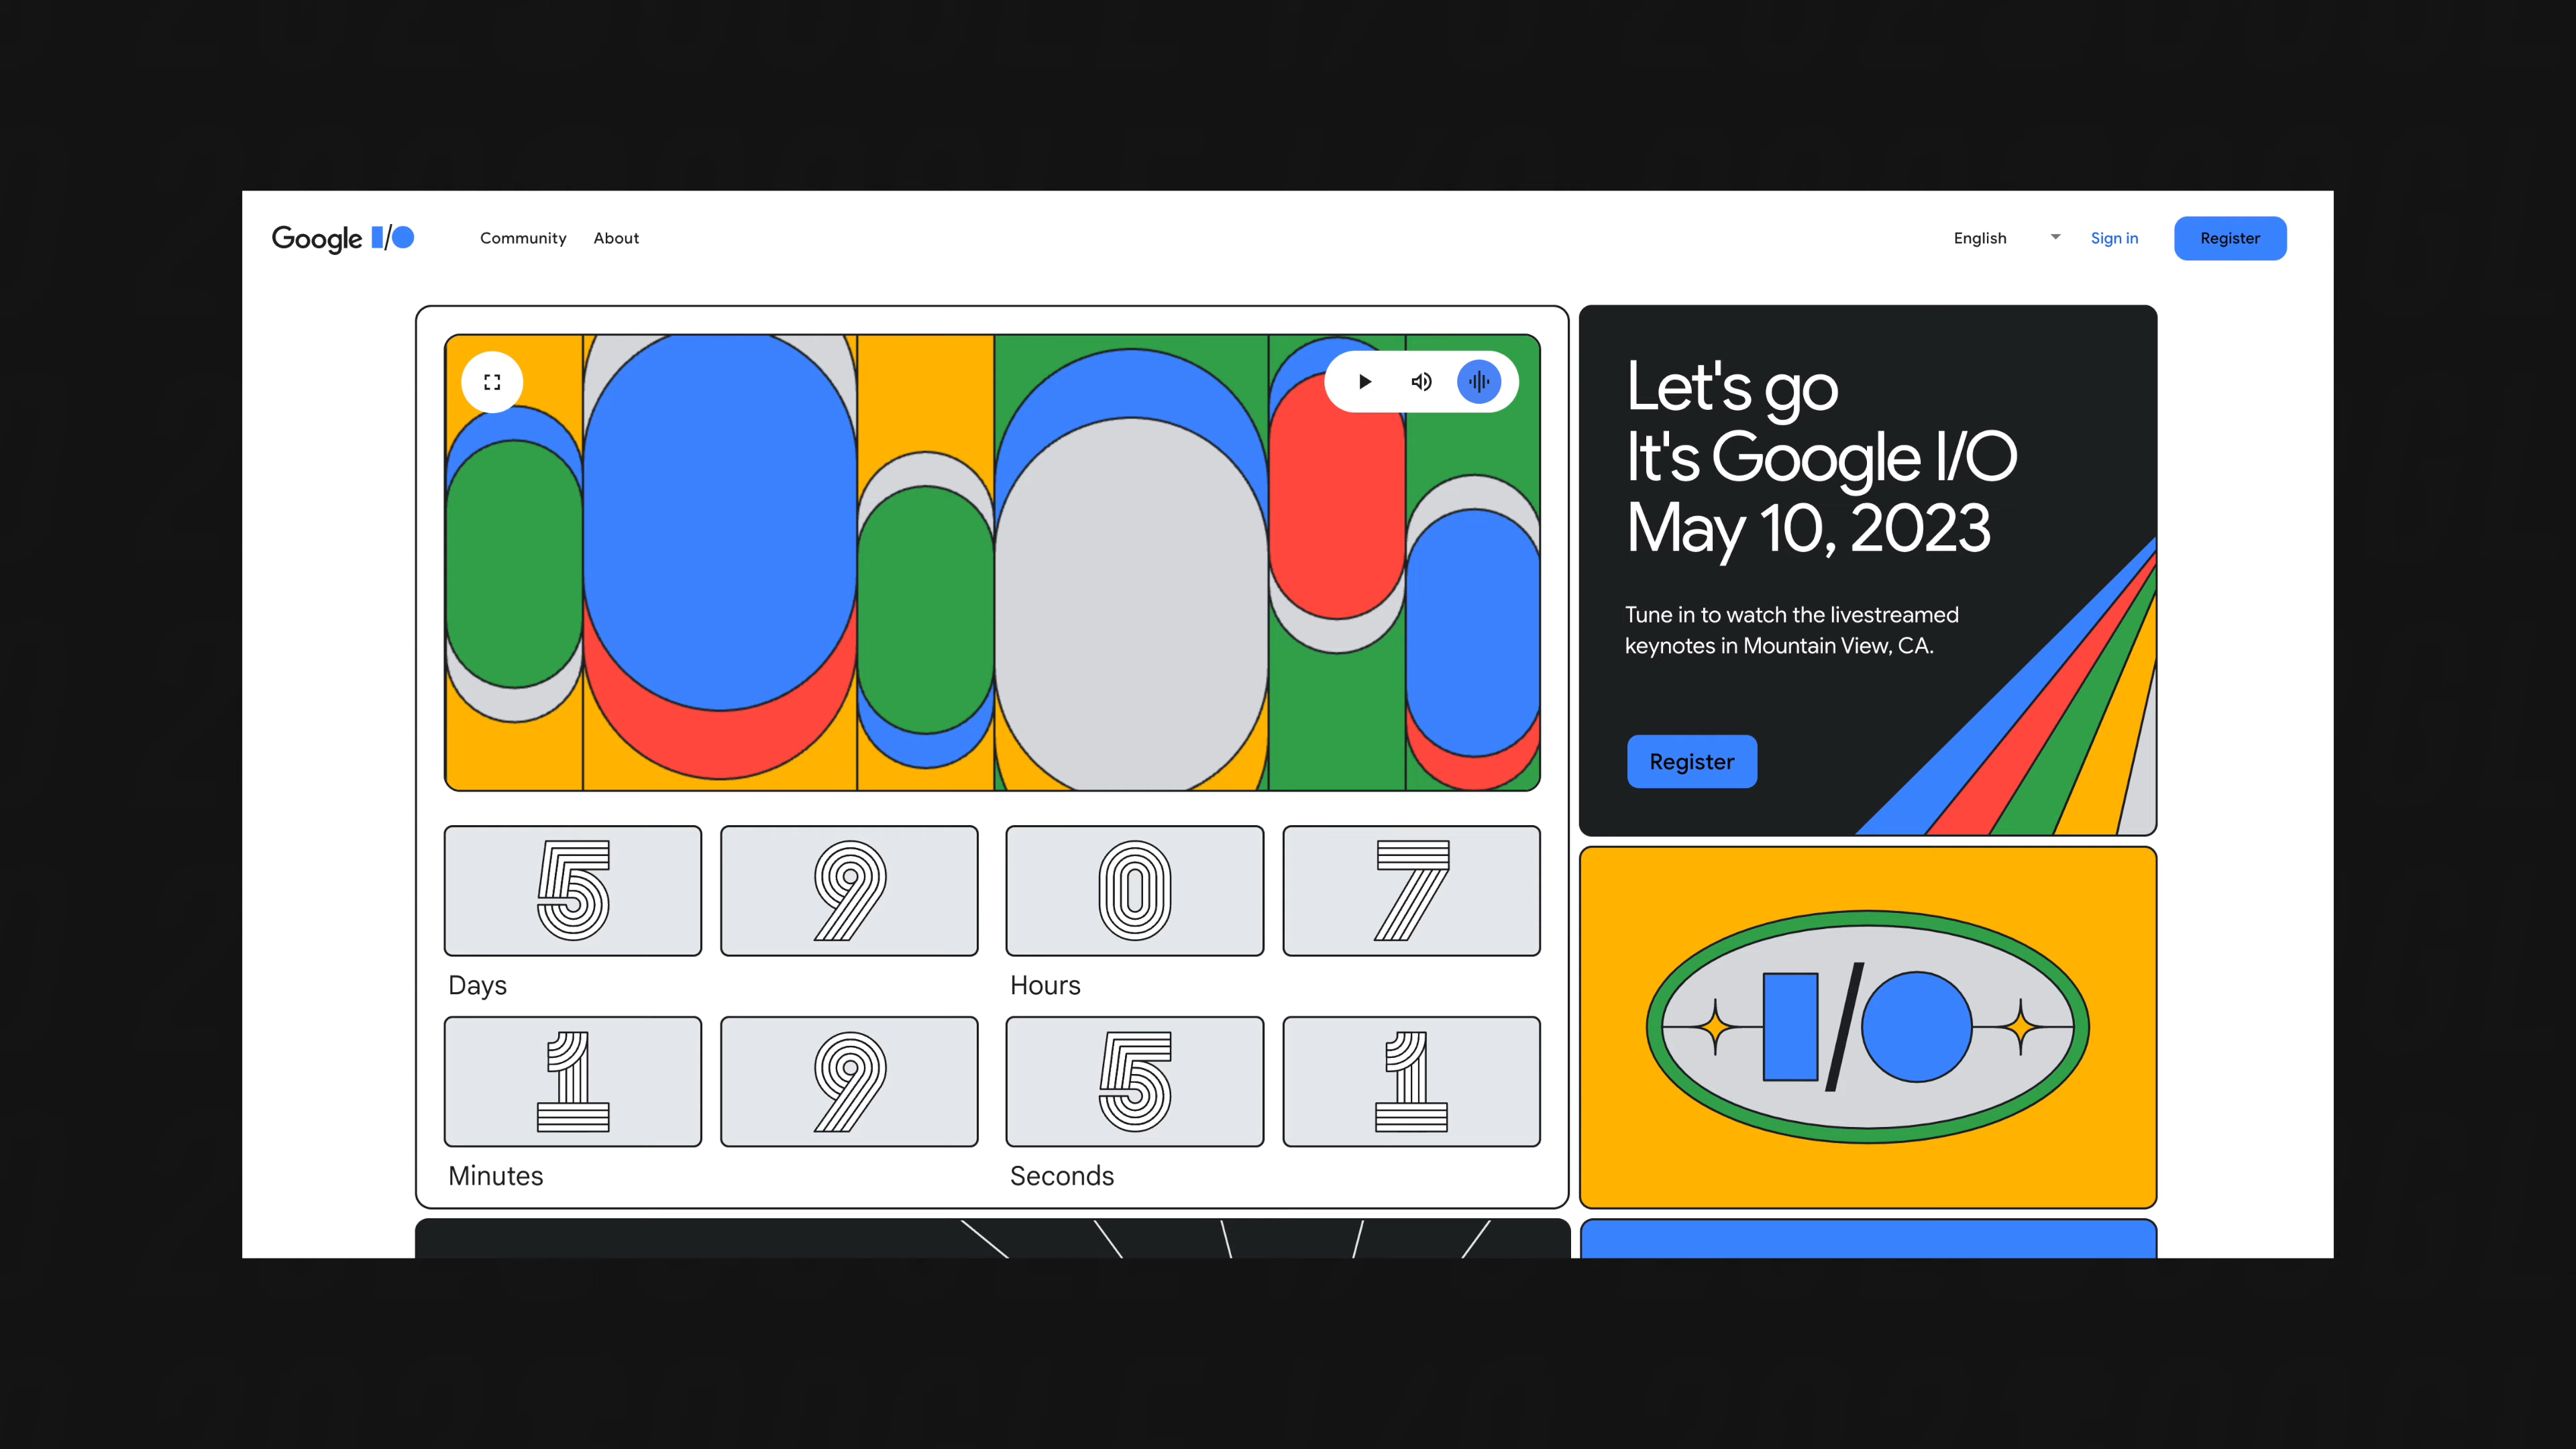 Google I/O
Community
About
English
Sign in
Register
Let's go
It's Google I/O
May 10, 2023
Tune in to watch the livestreamed
keynotes in Mountain View, CA.
Register
5 9
Days
0 7
Hours
1 9
Minutes
5 1
Seconds
I/O